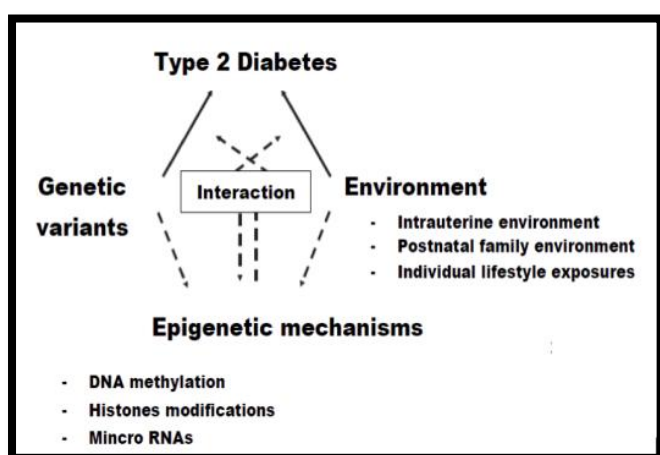 Type 2 Diabetes
Genetic
variants
Interaction
Environment
- Intrauterine environment
- Postnatal family environment
- Individual lifestyle exposures
Epigenetic mechanisms
- DNA methylation
- Histones modifications
- Mincro RNAs